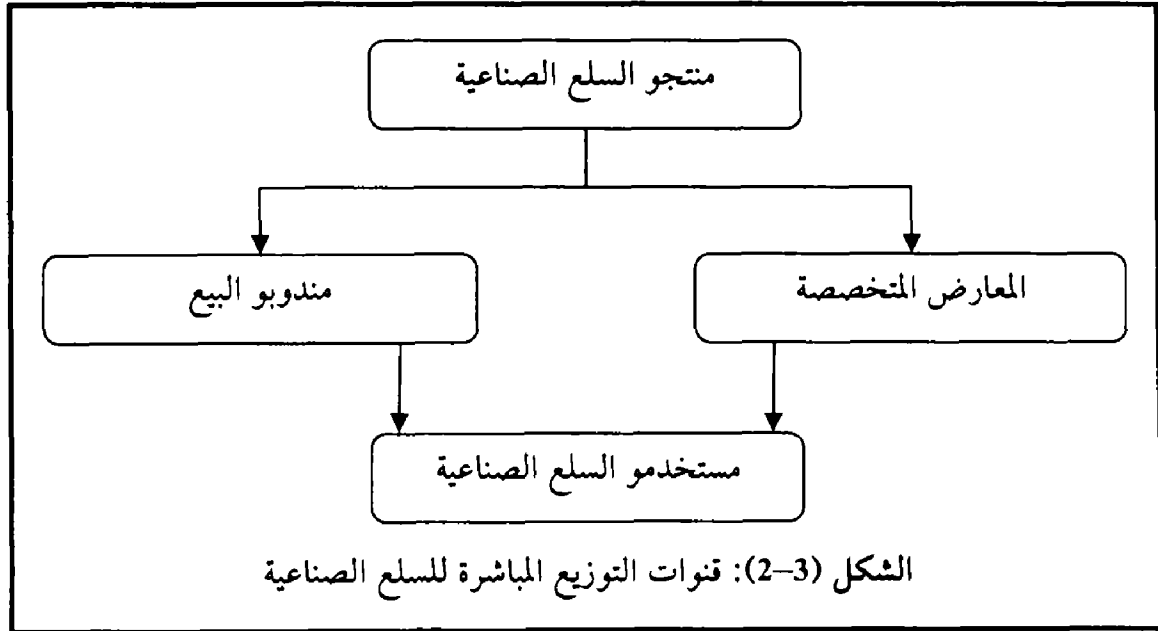 منتجو السلع الصناعية
المعارض المتخصصة
مندوبو البيع
مستخدمو السلع الصناعية
الشكل (3–2): قنوات التوزيع المباشرة للسلع الصناعية